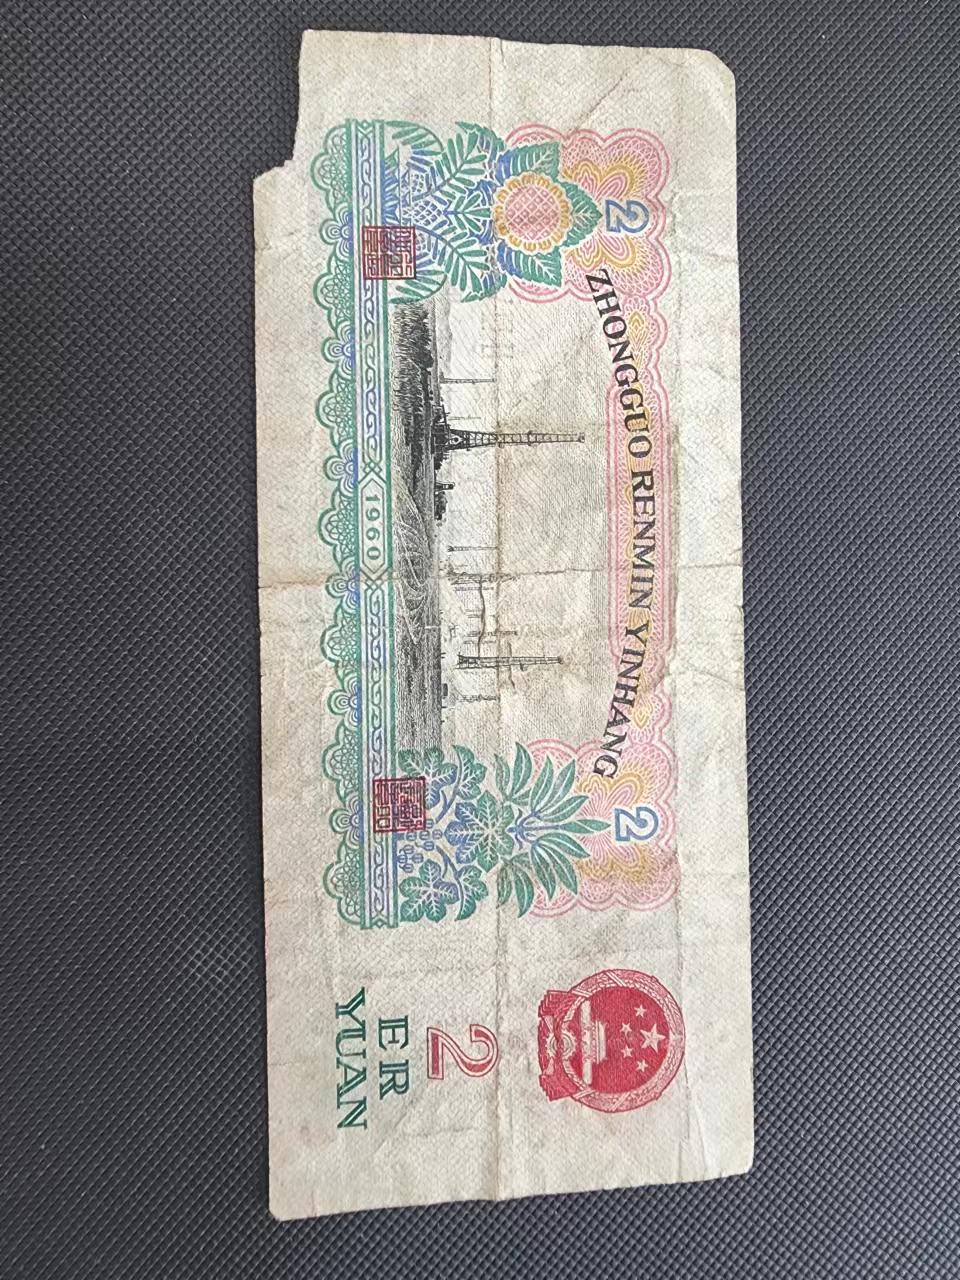 ZHONGGUO RENMIN YINHANG
2
2
1960
2
ER
YUAN